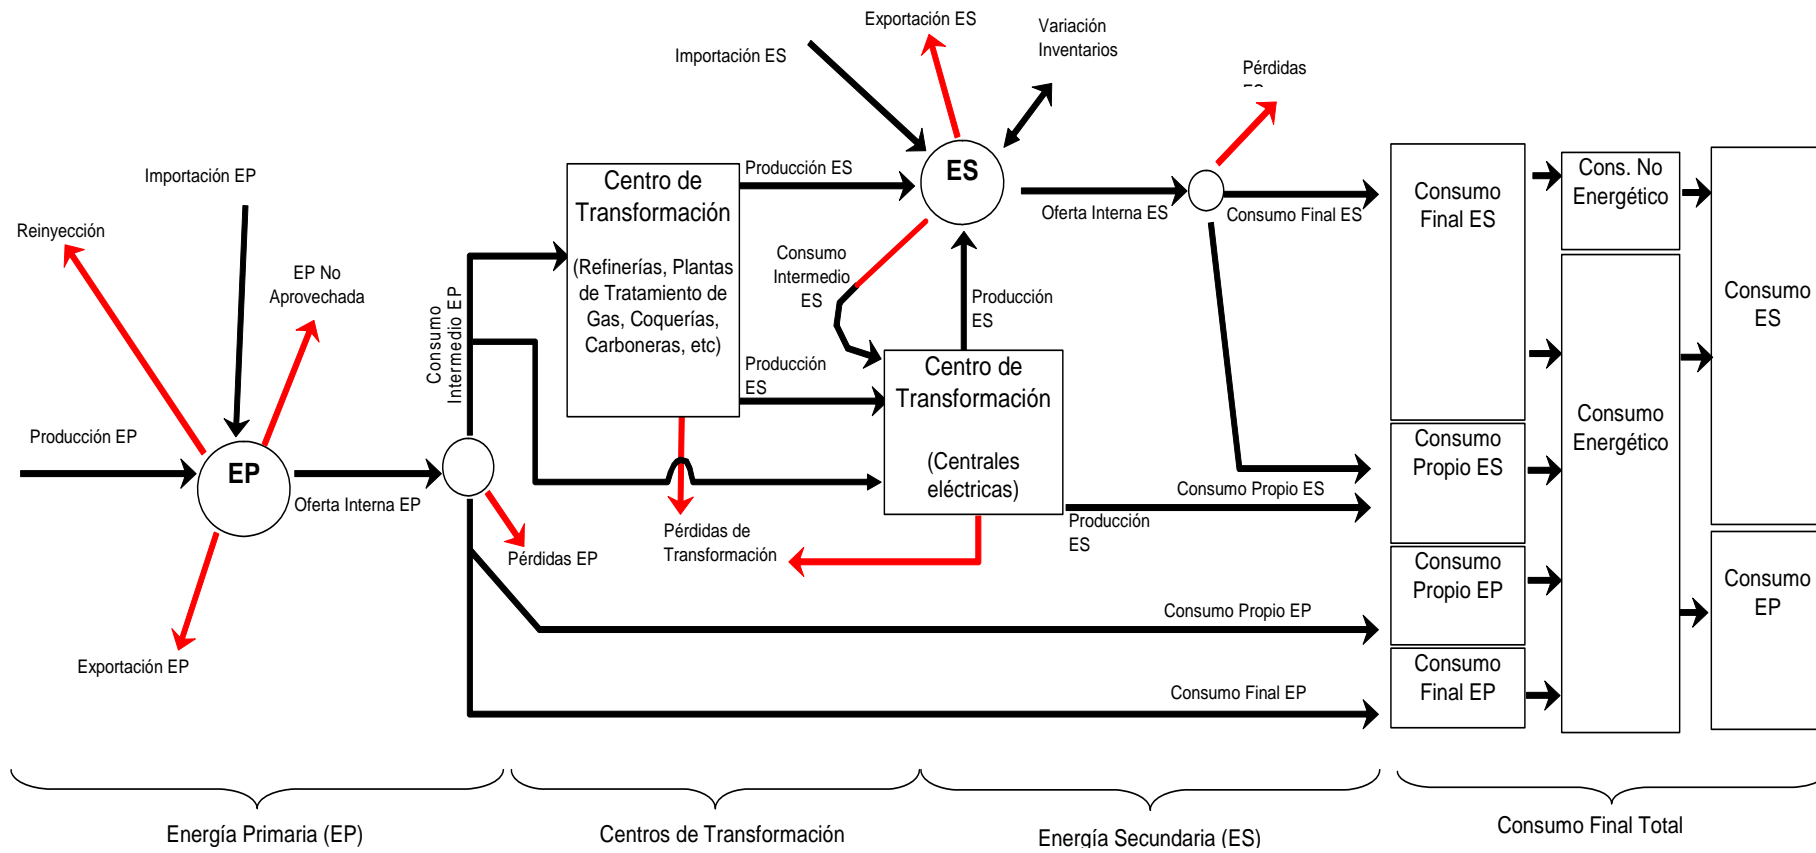 Exportación ES
Variación
Inventarios
Importación ES
Pérdidas
Importación EP
Reinyección
EP No
Aprovechada
Producción EP
EP
Oferta Interna EP
Exportación EP
Pérdidas EP
Consumo
Intermedio EP
Centro de
Transformación
(Refinerías, Plantas
de Tratamiento de
Gas, Coquerías,
Carboneras, etc)
Producción ES
ES
Consumo
Intermedio
ES
Producción
ES
Producción
ES
Centro de
Transformación
(Centrales
eléctricas)
Pérdidas de
Transformación
Oferta Interna ES
Consumo Final ES
Consumo Propio ES
Producción
ES
Consumo Propio EP
Consumo Final EP
Consumo
Final ES
Consumo
Propio ES
Consumo
Propio EP
Consumo
Final EP
Cons. No
Energético
Consumo
Energético
Consumo
ES
Consumo
EP
Energía Primaria (EP)
Centros de Transformación
Energía Secundaria (ES)
Consumo Final Total